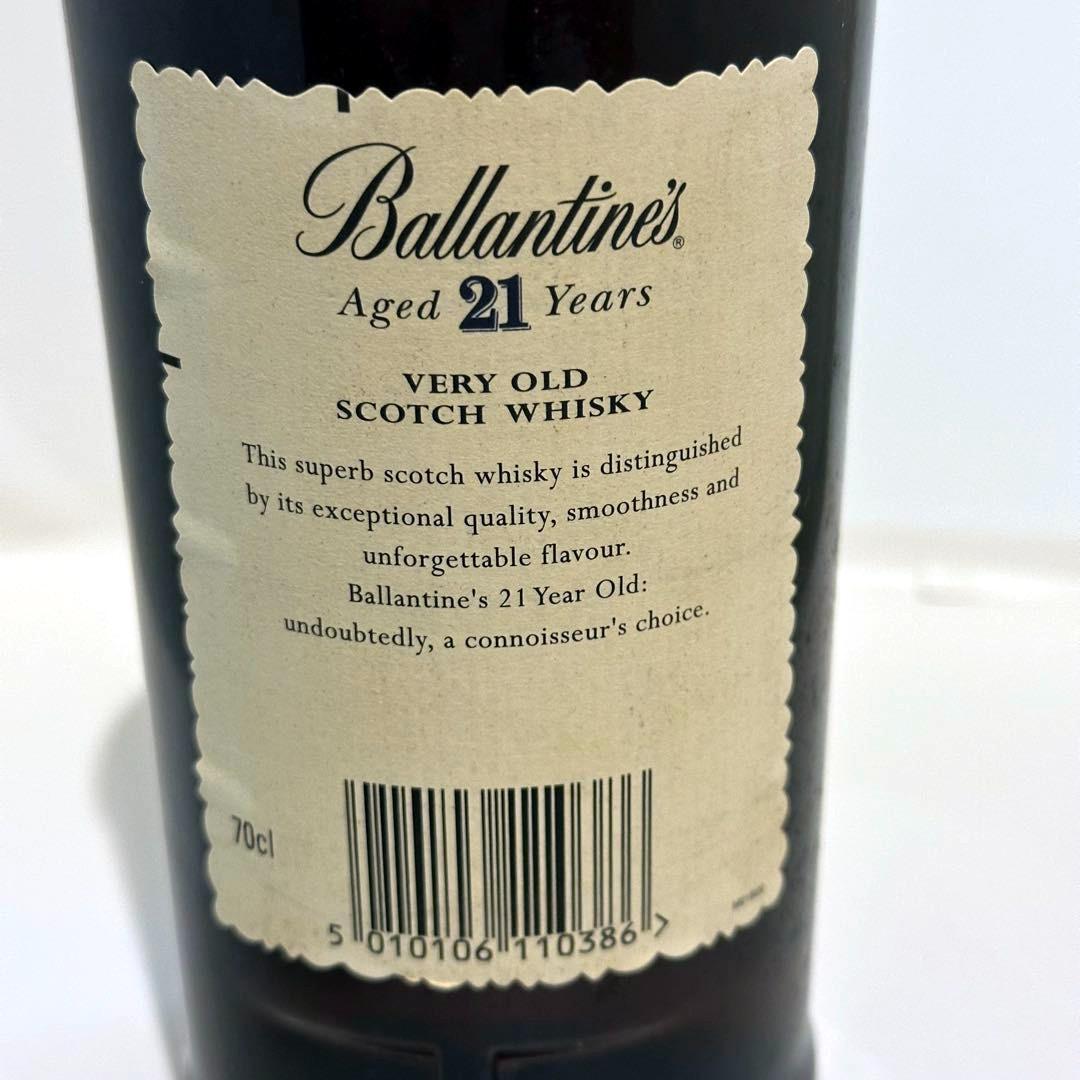 Ballantine's®
Aged 21 Years
VERY OLD
SCOTCH WHISKY
This superb scotch whisky is distinguished
by its exceptional quality, smoothness and
unforgettable flavour.
Ballantine's 21 Year Old:
undoubtedly, a connoisseur's choice.
70cl
5 010106 110386 >